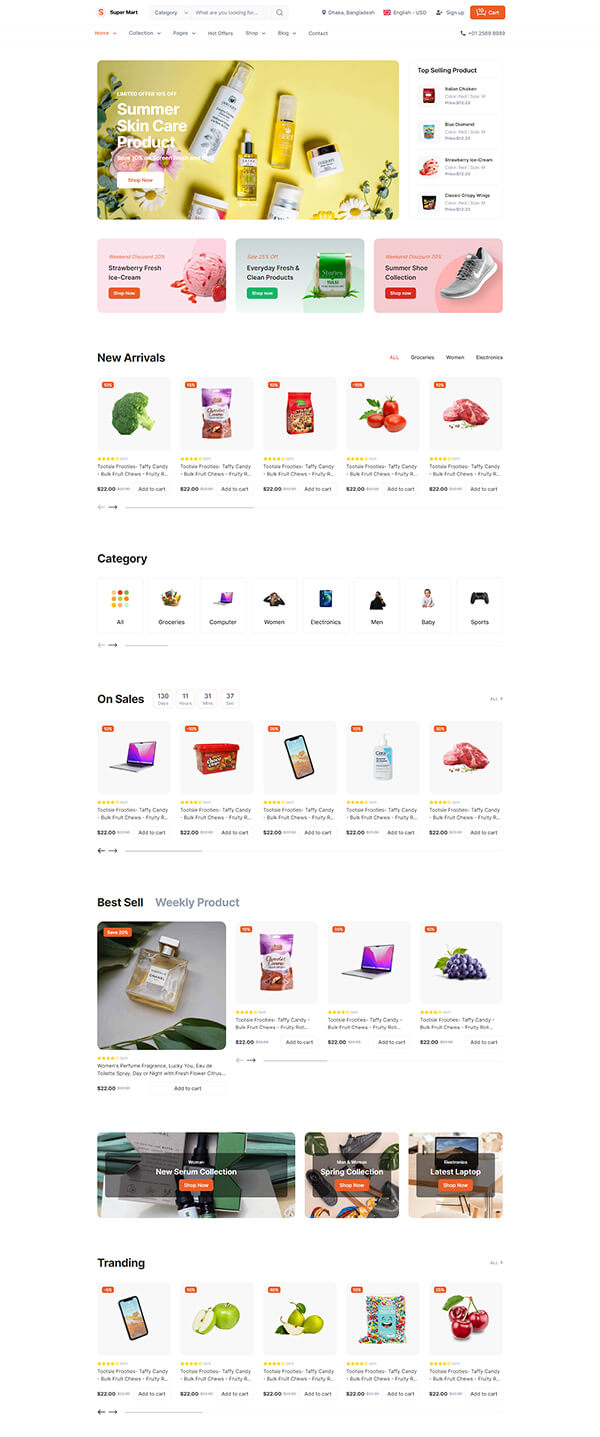 S Super Mart
Category
What are you looking for...
Dhaka, Bangladesh
English - USD
Sign up
10
Cart
Home
Collection
Pages
Hot Offers
Shop
Blog
Contact
+01 2569 8989
LIMITED OFFER 10% OFF
Summer
Skin Care
Product
Shop Now
Top Selling Product
Italian Chicken
Color: Red | Size: M
Price:$12.23
Blue Diamond
Color: Red | Size: M
Price:$12.23
Strawberry Ice-Cream
Color: Red | Size: M
Price:$12.23
Classic Crispy Wings
Color: Red | Size: M
Price:$12.23
Weekend Discount 20%
Strawberry Fresh
Ice-Cream
Shop Now
Sale 25% Off
Everyday Fresh &
Clean Products
Shop now
TULSI
Weekend Discount 20%
Summer Shoe
Collection
Shop now
New Arrivals
ALL
Groceries
Women
Electronics
10%
15%
10%
-10%
10%
Tootsie Frooties- Taffy Candy
- Bulk Fruit Chews - Fruity R...
$22.00
Add to cart
Tootsie Frooties- Taffy Candy
- Bulk Fruit Chews - Fruity R...
$22.00
Add to cart
Tootsie Frooties- Taffy Candy
- Bulk Fruit Chews - Fruity R...
$22.00
Add to cart
Tootsie Frooties- Taffy Candy
- Bulk Fruit Chews - Fruity R...
$22.00
Add to cart
Tootsie Frooties- Taffy Candy
- Bulk Fruit Chews - Fruity R...
$22.00
Add to cart
Category
All
Groceries
Computer
Women
Electronics
Men
Baby
Sports
On Sales
130
Days
11
Hours
31
Mins
37
Sec
ALL
10%
-10%
35%
10%
30%
Tootsie Frooties- Taffy Candy
- Bulk Fruit Chews - Fruity R...
$22.00
Add to cart
Tootsie Frooties- Taffy Candy
- Bulk Fruit Chews - Fruity R...
$22.00
Add to cart
Tootsie Frooties- Taffy Candy
- Bulk Fruit Chews - Fruity R...
$22.00
Add to cart
Tootsie Frooties- Taffy Candy
- Bulk Fruit Chews - Fruity R...
$22.00
Add to cart
Tootsie Frooties- Taffy Candy
- Bulk Fruit Chews - Fruity R...
$22.00
Add to cart
Best Sell
Weekly Product
Save 20%
CHANEL
Women's Perfume Fragrance, Lucky You, Eau de
Toilette Spray, Day or Night with Fresh Flower Citrus...
$22.00
Add to cart
10%
35%
10%
Tootsie Frooties- Taffy Candy -
Bulk Fruit Chews - Fruity Roll...
$22.00
Add to cart
Tootsie Frooties- Taffy Candy -
Bulk Fruit Chews - Fruity Roll...
$22.00
Add to cart
Tootsie Frooties- Taffy Candy -
Bulk Fruit Chews - Fruity Roll...
$22.00
Add to cart
Woman
New Serum Collection
Shop Now
Man & Woman
Spring Collection
Shop Now
Electronics
Latest Laptop
Shop Now
Tranding
ALL
-5%
10%
40%
10%
25%
Tootsie Frooties- Taffy Candy
- Bulk Fruit Chews - Fruity R...
$22.00
Add to cart
Tootsie Frooties- Taffy Candy
- Bulk Fruit Chews - Fruity R...
$22.00
Add to cart
Tootsie Frooties- Taffy Candy
- Bulk Fruit Chews - Fruity R...
$22.00
Add to cart
Tootsie Frooties- Taffy Candy
- Bulk Fruit Chews - Fruity R...
$22.00
Add to cart
Tootsie Frooties- Taffy Candy
- Bulk Fruit Chews - Fruity R...
$22.00
Add to cart